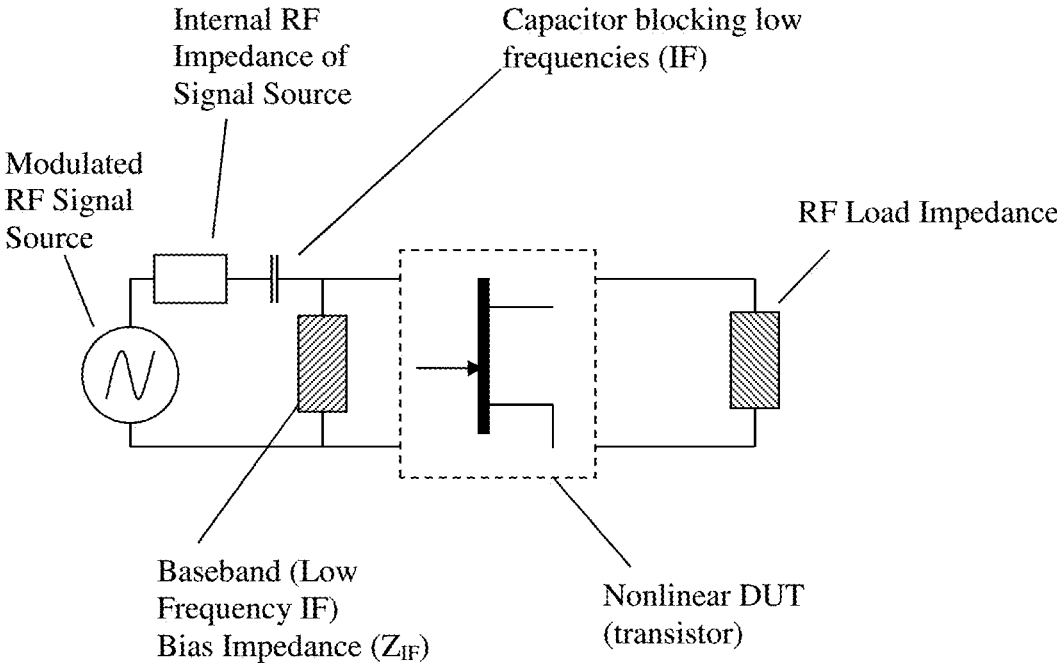 Internal RF
Impedance of
Signal Source
Capacitor blocking low
frequencies (IF)
Modulated
RF Signal
Source
RF Load Impedance
Baseband (Low
Frequency IF)
Bias Impedance (Z_IF)
Nonlinear DUT
(transistor)